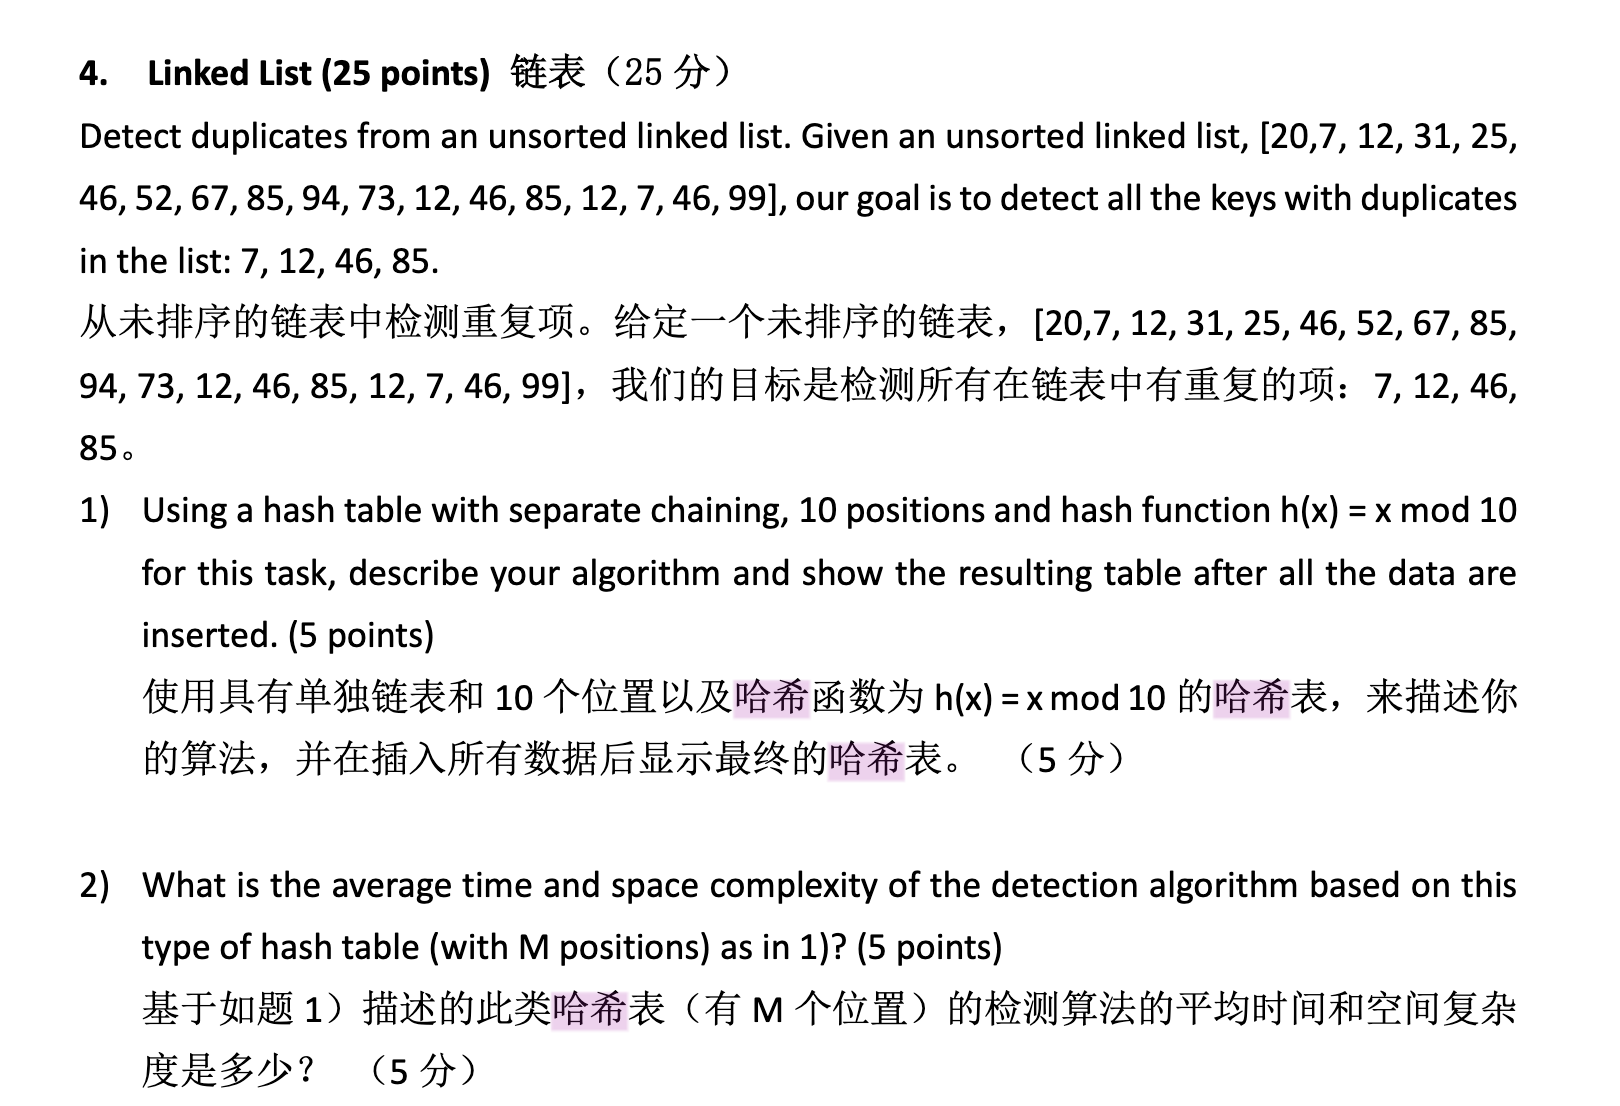 4. Linked List (25 points) 链表（25 分）
Detect duplicates from an unsorted linked list. Given an unsorted linked list, [20,7, 12, 31, 25,
46, 52, 67, 85, 94, 73, 12, 46, 85, 12, 7, 46, 99], our goal is to detect all the keys with duplicates
in the list: 7, 12, 46, 85.
从未排序的链表中检测重复项。给定一个未排序的链表，[20,7, 12, 31, 25, 46, 52, 67, 85,
94, 73, 12, 46, 85, 12, 7, 46, 99]，我们的目标是检测所有在链表中有重复的项：7, 12, 46,
85。
1) Using a hash table with separate chaining, 10 positions and hash function h(x) = x mod 10
for this task, describe your algorithm and show the resulting table after all the data are
inserted. (5 points)
使用具有单独链表和 10 个位置以及哈希函数为 h(x) = x mod 10 的哈希表，来描述你
的算法，并在插入所有数据后显示最终的哈希表。 （5 分）
2) What is the average time and space complexity of the detection algorithm based on this
type of hash table (with M positions) as in 1)? (5 points)
基于如题 1）描述的此类哈希表（有 M 个位置）的检测算法的平均时间和空间复杂
度是多少？ （5 分）